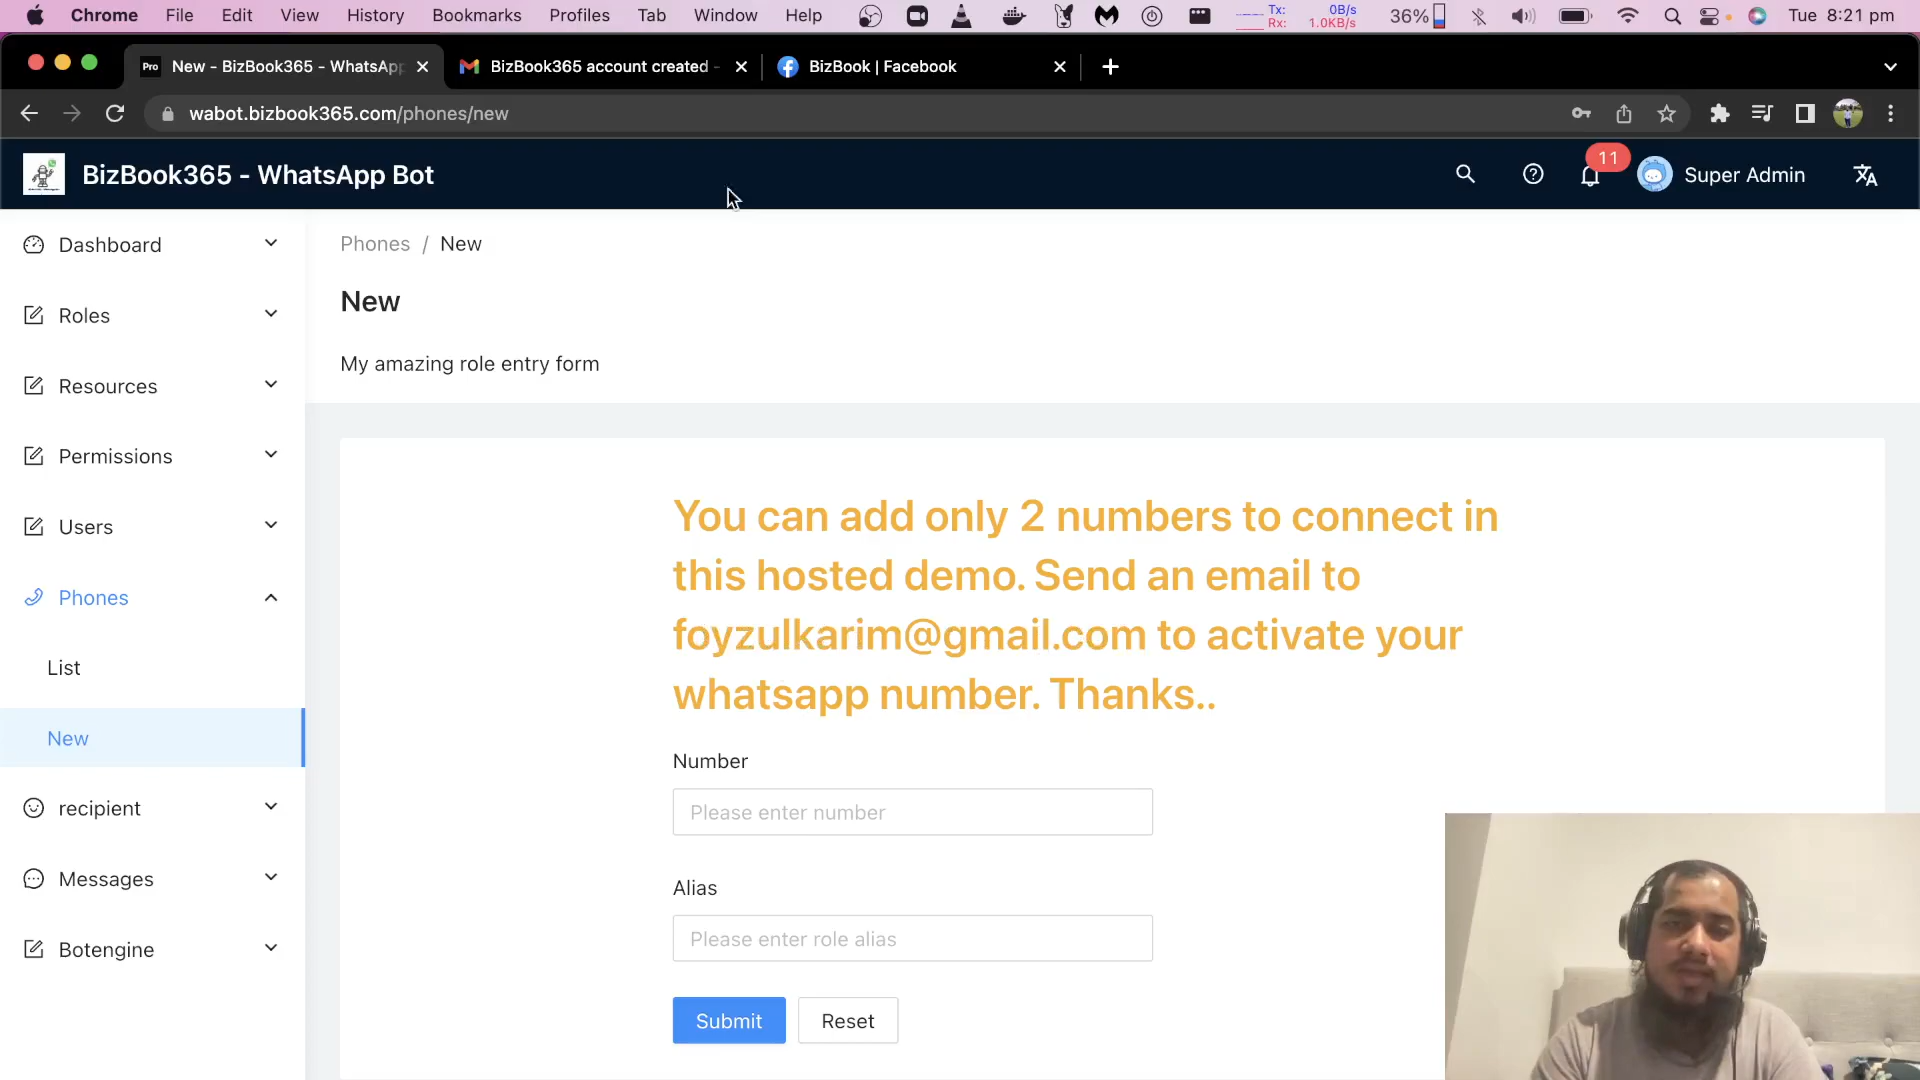 Chrome File Edit View History Bookmarks Profiles Tab Window Help Tx: 0B/s Rx: 1.0KB/s 36% Tue 8:21 pm
Pro New - BizBook365 - WhatsApp BizBook365 account created - BizBook | Facebook
wabot.bizbook365.com/phones/new
BizBook365 - WhatsApp Bot 11 Super Admin
Dashboard
Roles
Resources
Permissions
Users
Phones
List
New
recipient
Messages
Botengine
Phones / New
New
My amazing role entry form
You can add only 2 numbers to connect in
this hosted demo. Send an email to
foyzulkarim@gmail.com to activate your
whatsapp number. Thanks..
Number
Please enter number
Alias
Please enter role alias
Submit Reset